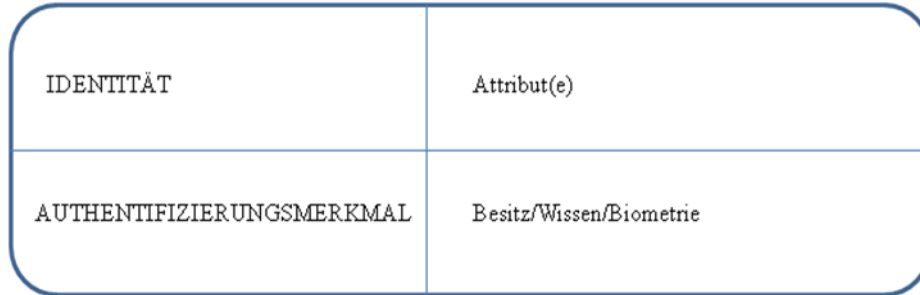 IDENTITÄT
Attribut(e)
AUTHENTIFIZIERUNGSMERKMAL
Besitz/Wissen/Biometrie